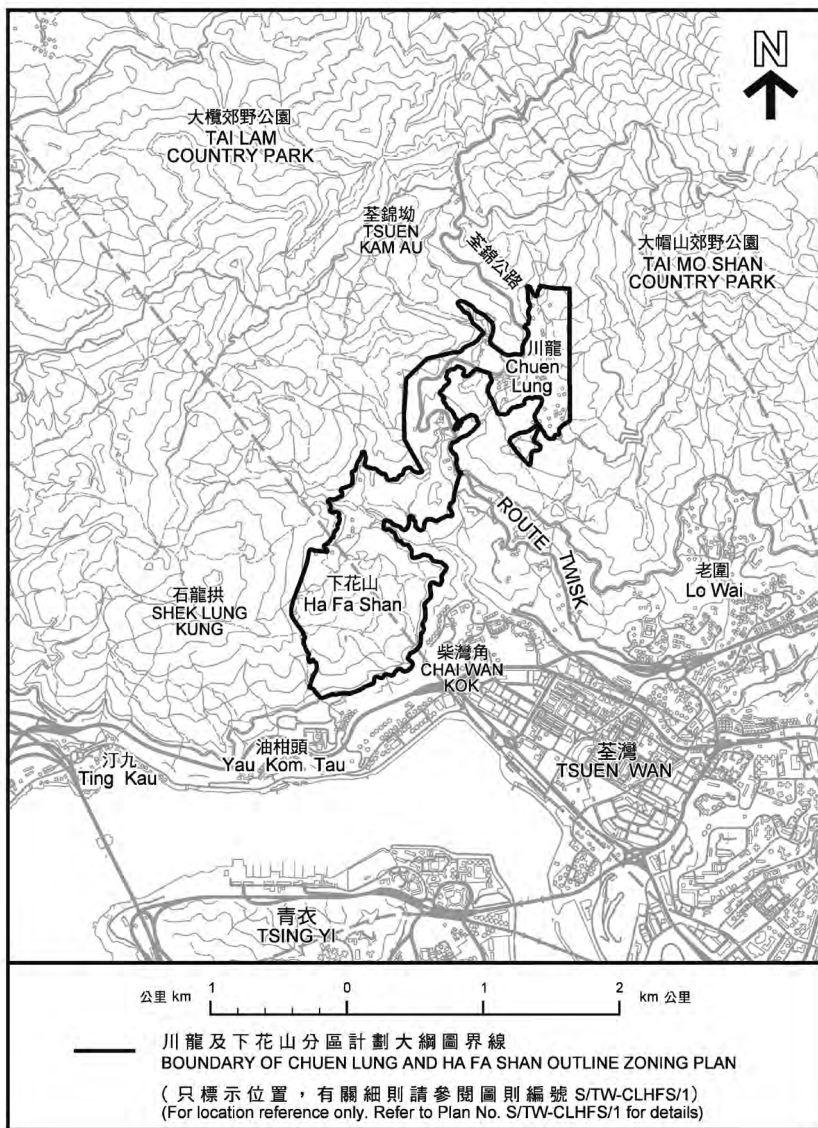 N
大欖郊野公園
TAI LAM
COUNTRY PARK
荃錦坳
TSUEN
KAM AU
荃錦公路
大帽山郊野公園
TAI MO SHAN
COUNTRY PARK
川龍
Chuen
Lung
ROUTE TWISK
老圍
Lo Wai
石龍拱
SHEK LUNG
KUNG
下花山
Ha Fa Shan
柴灣角
CHAI WAN
KOK
油柑頭
Yau Kom Tau
汀九
Ting Kau
荃灣
TSUEN WAN
青衣
TSING YI
公里 km 1 0 1 2 km 公里
川龍及下花山分區計劃大綱圖界線
BOUNDARY OF CHUEN LUNG AND HA FA SHAN OUTLINE ZONING PLAN
(只標示位置，有關細則請參閱圖則編號 S/TW-CLHFS/1)
(For location reference only. Refer to Plan No. S/TW-CLHFS/1 for details)